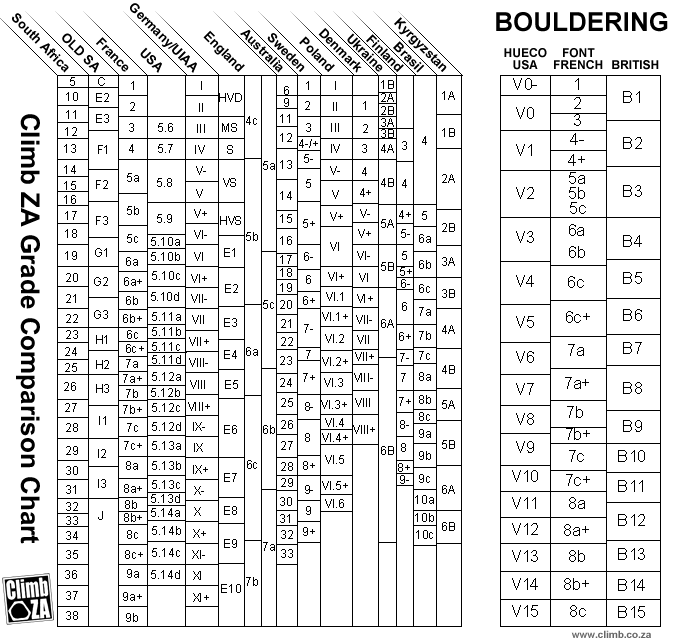 Climb ZA Grade Comparison Chart
South Africa
OLD SA
France
USA
Germany/UIAA
England
Australia
Sweden
Poland
Denmark
Ukraine
Finland
Brasil
Kyrgyzstan
5
10
11
12
13
14
15
16
17
18
19
20
21
22
23
24
25
26
27
28
29
30
31
32
33
34
35
36
37
38
C
E2
E3
F1
F2
F3
G1
G2
G3
H1
H2
H3
I1
I2
I3
J
1
2
3
4
5a
5b
5c
6a
6a+
6b
6b+
6c
6c+
7a
7a+
7b
7b+
7c
7c+
8a
8a+
8b
8b+
8c
8c+
9a
9a+
9b
5.6
5.7
5.8
5.9
5.10a
5.10b
5.10c
5.10d
5.11a
5.11b
5.11c
5.11d
5.12a
5.12b
5.12c
5.12d
5.13a
5.13b
5.13c
5.13d
5.14a
5.14b
5.14c
5.14d
I
II
III
IV
V-
V
V+
VI-
VI
VI+
VII-
VII
VII+
VIII-
VIII
VIII+
IX-
IX
IX+
X-
X
X+
XI-
XI
XI+
HVD
MS
S
VS
HVS
E1
E2
E3
E4
E5
E6
E7
E8
E9
E10
4c
5b
6a
6c
7b
5a
5c
6b
7a
6
9
11
12
13
14
15
16
17
18
19
20
21
22
23
24
25
26
27
28
29
30
31
32
33
1
2
3
4-/+
5-
5
5+
6-
6
6+
7-
7
7+
8-
8
8+
9-
9
9+
I
II
III
IV
V-
V
V+
VI
VI.1
VI.1+
VI.2
VI.2+
VI.3
VI.3+
VI.4
VI.4+
VI.5
VI.5+
VI.6
1
2
3
4
4+
V-
V
V+
VI-
VI
VI+
VII-
VII
VII+
VIII-
VIII
VIII+
1B
2A
2B
3A
3B
4A
4B
5A
5B
6A
6B
3
4
4+
5-
5
5+
6-
6
6+
7-
7
7+
8-
8
8+
9-
4
5
6a
6b
6c
7a
7b
7c
8a
8b
8c
9a
9b
9c
10a
10b
10c
1A
1B
2A
2B
3A
3B
4A
4B
5A
5B
6A
6B
Climb
ZA
BOULDERING
HUECO
USA
V0-
V0
V1
V2
V3
V4
V5
V6
V7
V8
V9
V10
V11
V12
V13
V14
V15
FONT
FRENCH
1
2
3
4-
4+
5a
5b
5c
6a
6b
6c
6c+
7a
7a+
7b
7b+
7c
7c+
8a
8a+
8b
8b+
8c
BRITISH
B1
B2
B3
B4
B5
B6
B7
B8
B9
B10
B11
B12
B13
B14
B15
www.climb.co.za